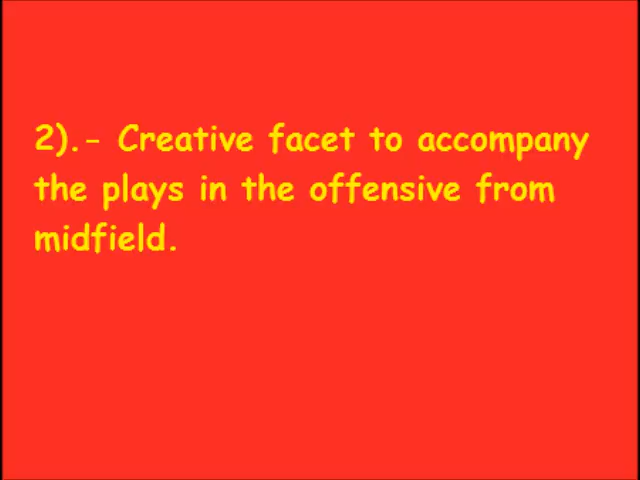 2).- Creative facet to accompany
the plays in the offensive from
midfield.